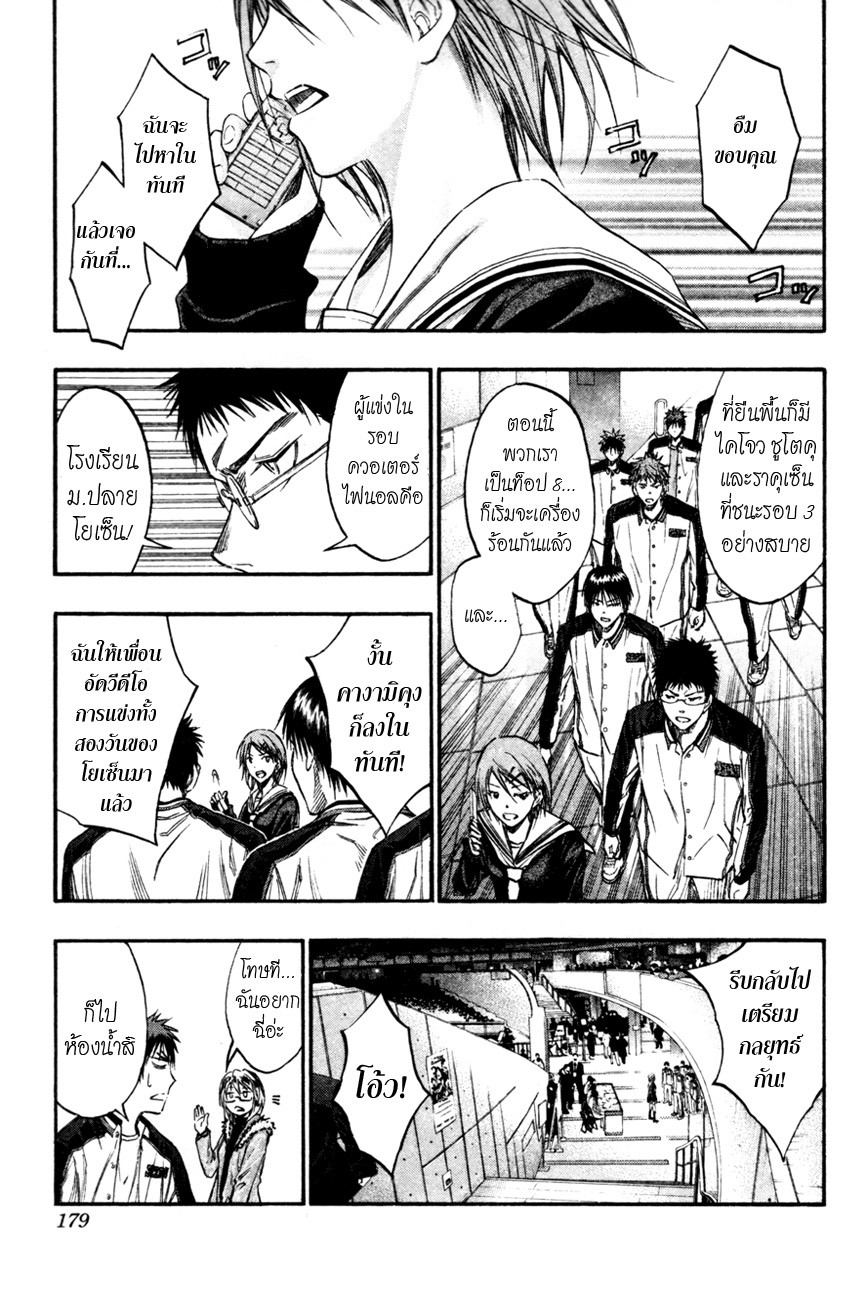 อืม
ขอบคุณ
ฉันจะ
ไปหาใน
ทันที
แล้วเจอ
กันที่...
コッ
コッ
コッ
ที่ยืนพื้นก็มี
ไคโจว ชูโตคุ
และราคุเซ็น
ที่ชนะรอบ 3
อย่างสบาย
ตอนนี้
พวกเรา
เป็นท็อป 8...
ก็เริ่มจะเครื่อง
ร้อนกันแล้ว
และ...
ผู้แข่งใน
รอบ
ควอเตอร์
ไฟนอลคือ
โรงเรียน
ม.ปลาย
โยเซ็น!
งั้น
คางามิคุง
ก็ลงใน
ทันที!
ฉันให้เพื่อน
อัดวีดีโอ
การแข่งทั้ง
สองวันของ
โยเซ็นมา
แล้ว
รีบกลับไป
เตรียม
กลยุทธ์
กัน!
โอ้ว!
โทษที...
ฉันอยาก
ฉี่อ่ะ
ก็ไป
ห้องน้ำสิ
179